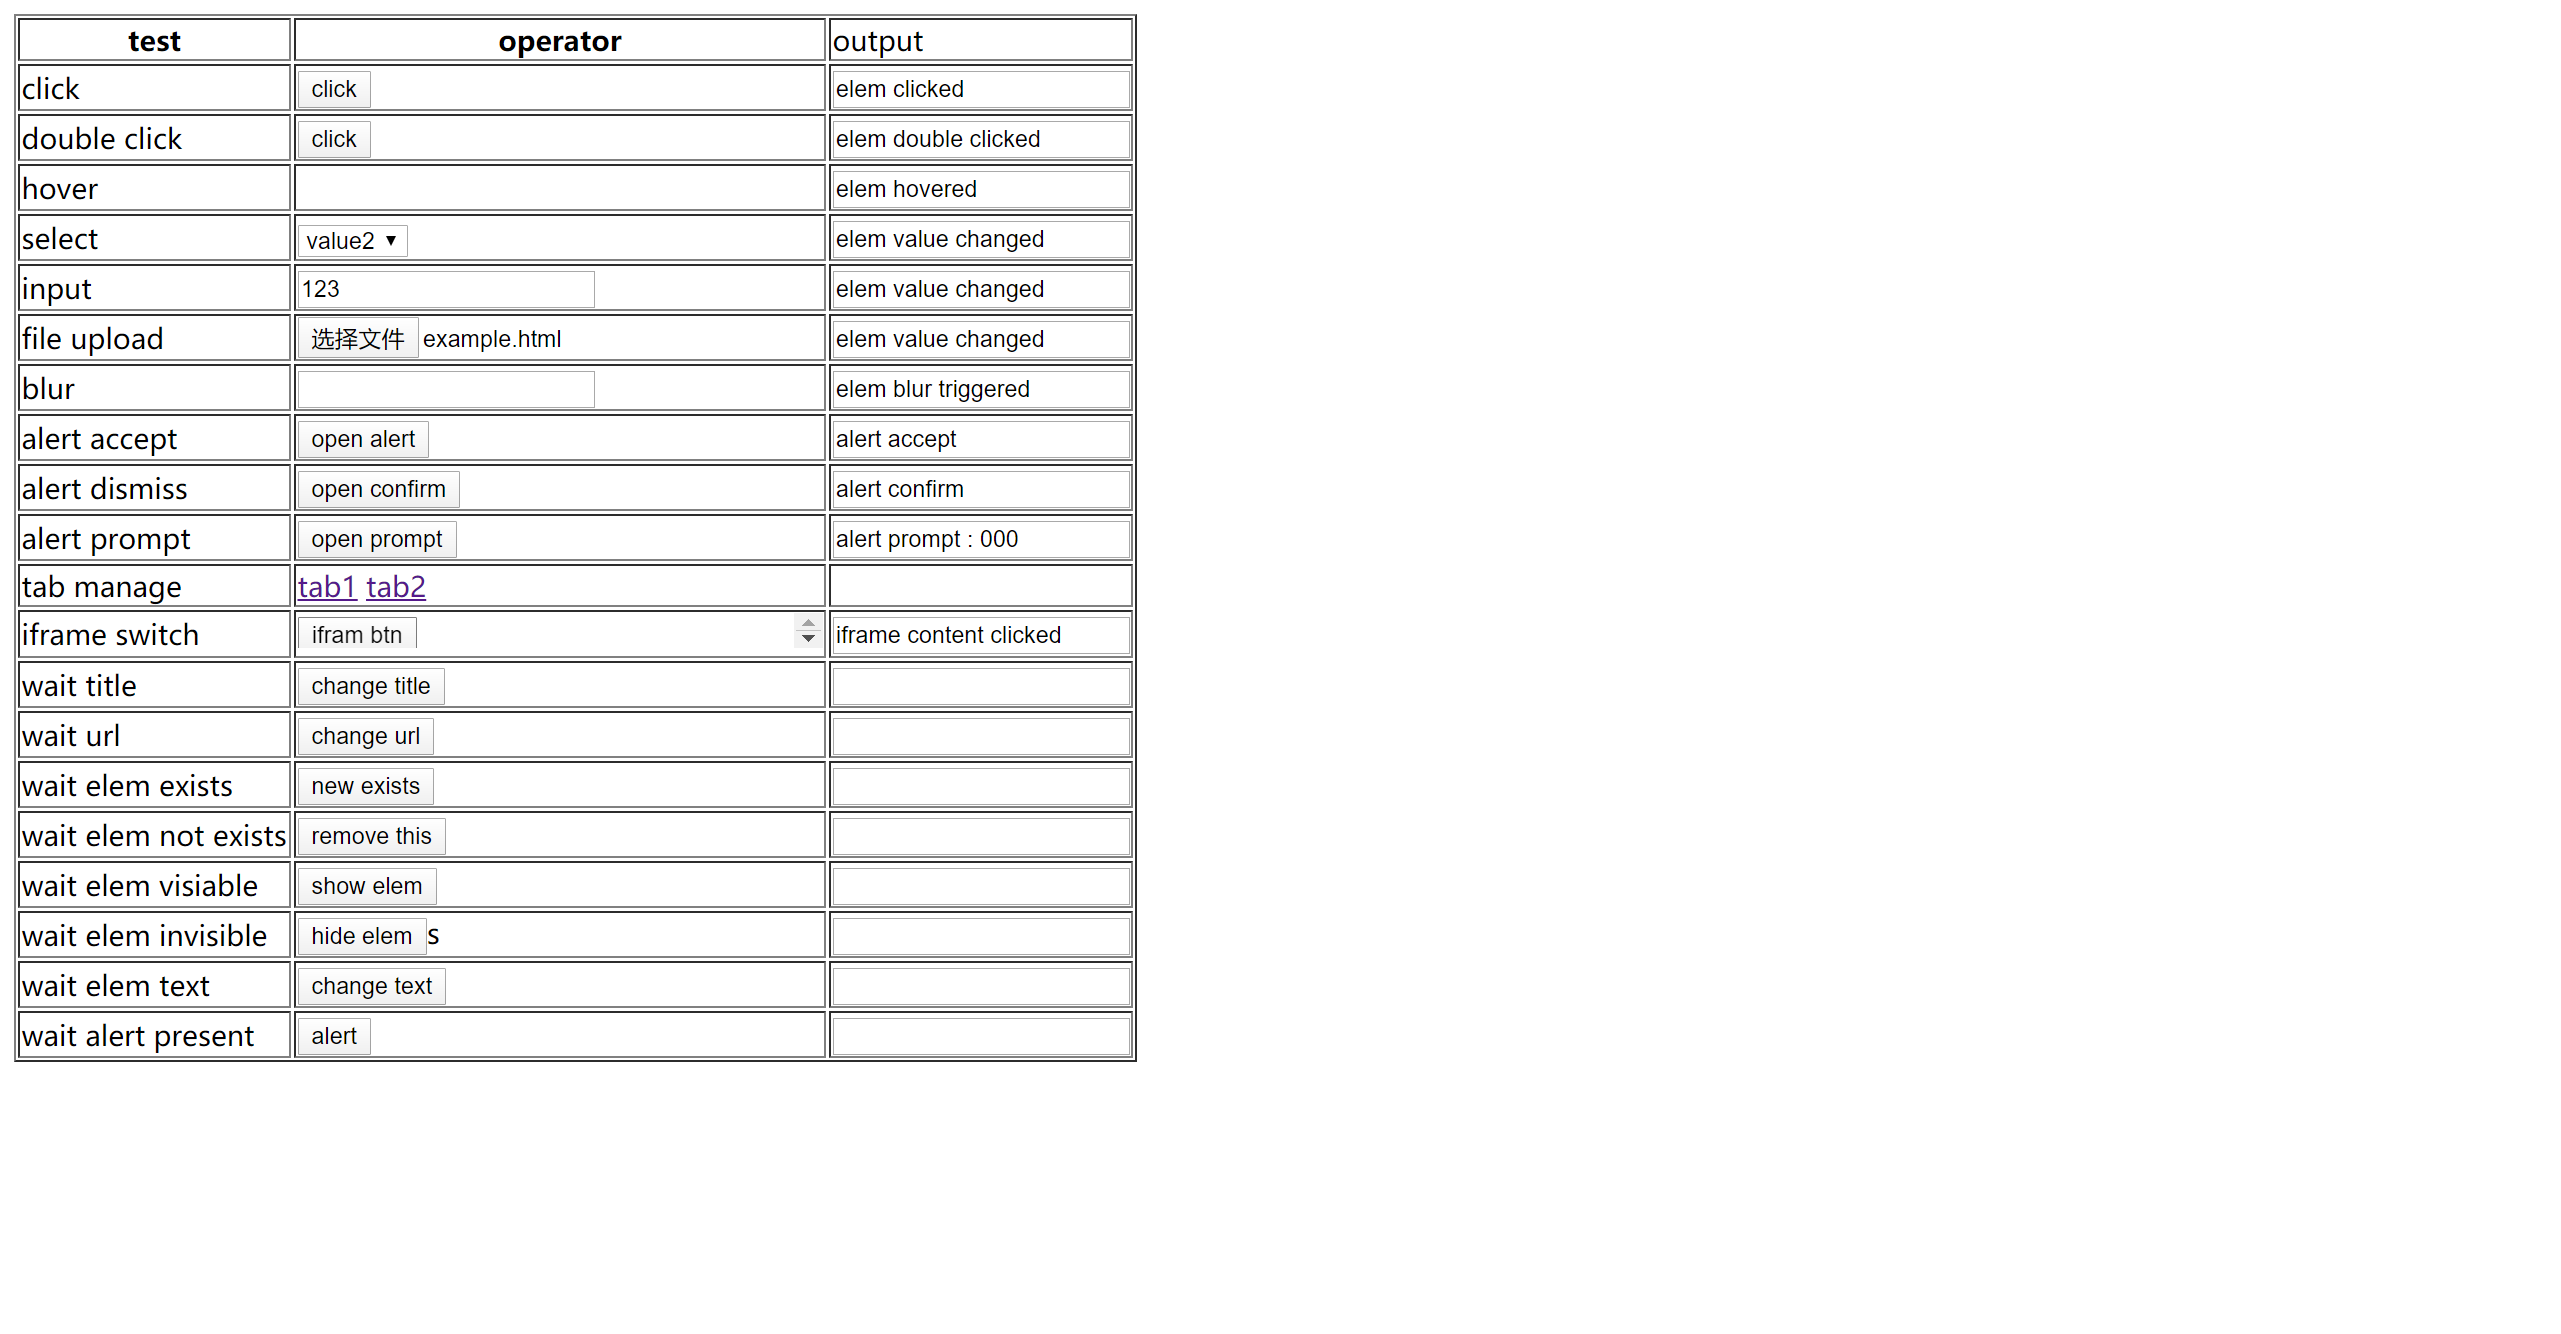 test operator output
click click elem clicked
double click click elem double clicked
hover elem hovered
select value2 elem value changed
input 123 elem value changed
file upload 选择文件 example.html elem value changed
blur elem blur triggered
alert accept open alert alert accept
alert dismiss open confirm alert confirm
alert prompt open prompt alert prompt : 000
tab manage tab1 tab2
iframe switch ifram btn iframe content clicked
wait title change title
wait url change url
wait elem exists new exists
wait elem not exists remove this
wait elem visiable show elem
wait elem invisible hide elem s
wait elem text change text
wait alert present alert